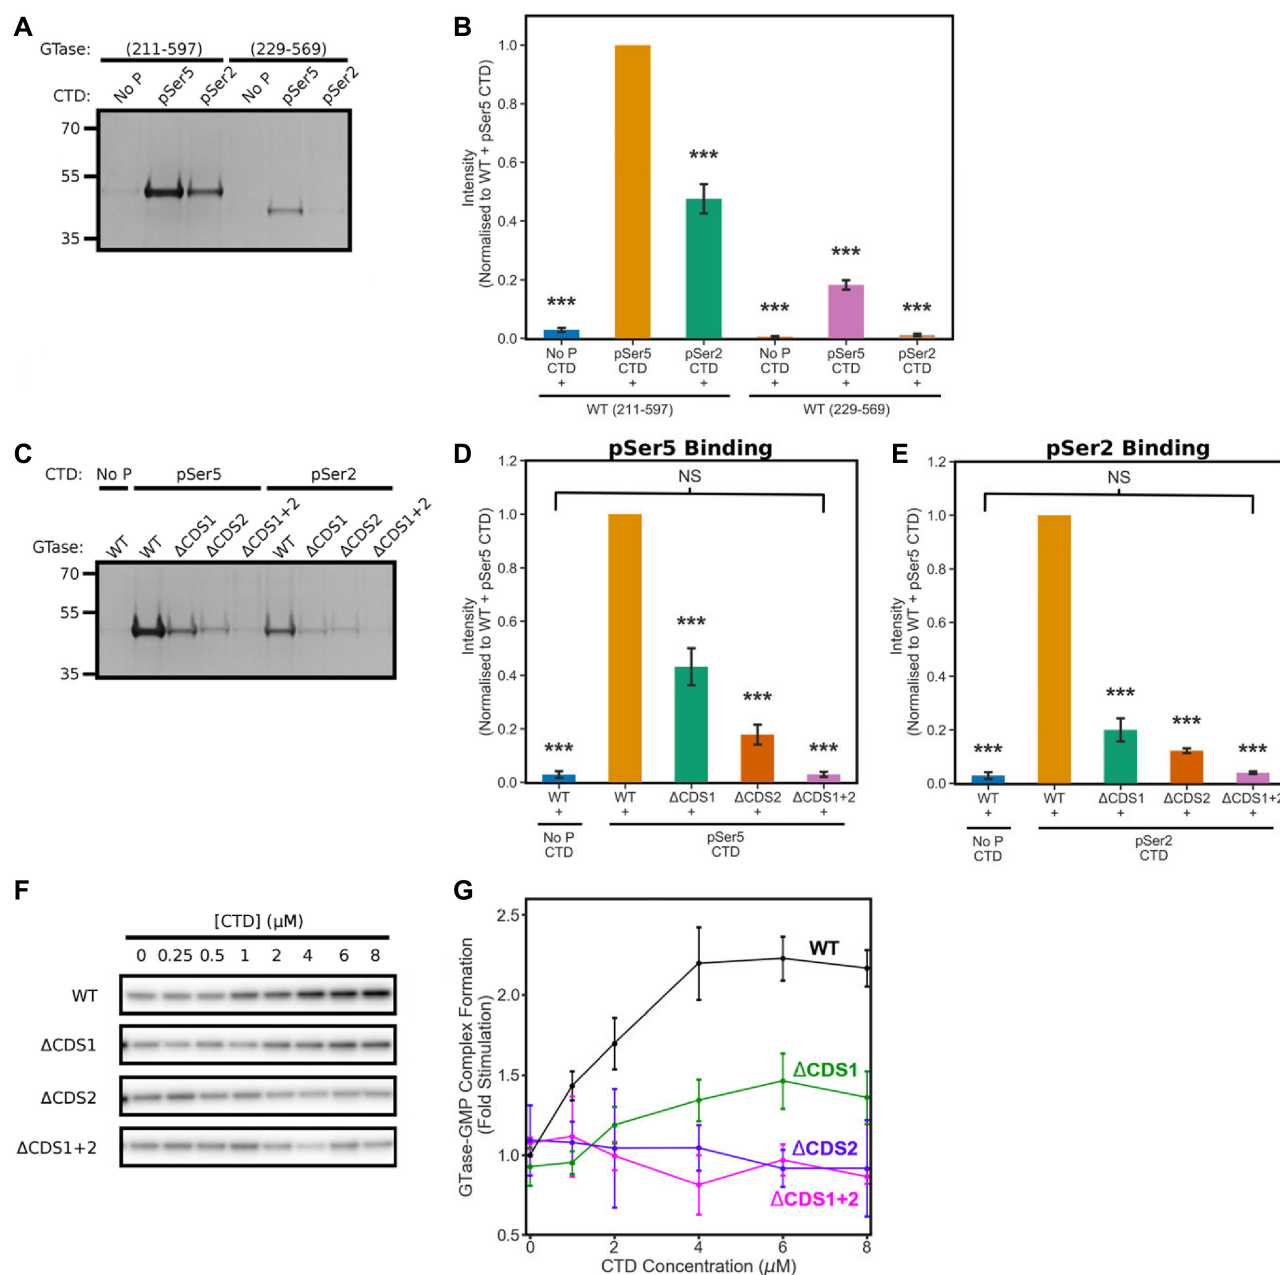 A
GTase: (211-597) (229-569)
CTD: No P pSer5 pSer2 No P pSer5 pSer2
70
55
35
B
Intensity
(Normalised to WT + pSer5 CTD)
1.0
0.8
0.6
0.4
0.2
0.0
*** *** *** *** ***
No P pSer5 pSer2 No P pSer5 pSer2
CTD CTD CTD CTD CTD CTD
+ + + + + +
WT (211-597) WT (229-569)
C
CTD: No P pSer5 pSer2
GTase: WT WT ΔCDS1 ΔCDS2 ΔCDS1+2 WT ΔCDS1 ΔCDS2 ΔCDS1+2
70
55
35
D
pSer5 Binding
Intensity
(Normalised to WT + pSer5 CTD)
1.2
1.0
0.8
0.6
0.4
0.2
0.0
NS
*** *** *** ***
WT WT ΔCDS1 ΔCDS2 ΔCDS1+2
+ + + + +
No P pSer5
CTD CTD
E
pSer2 Binding
Intensity
(Normalised to WT + pSer5 CTD)
1.2
1.0
0.8
0.6
0.4
0.2
0.0
NS
*** *** *** ***
WT WT ΔCDS1 ΔCDS2 ΔCDS1+2
+ + + + +
No P pSer2
CTD CTD
F
[CTD] (μM)
0 0.25 0.5 1 2 4 6 8
WT
ΔCDS1
ΔCDS2
ΔCDS1+2
G
GTase-GMP Complex Formation
(Fold Stimulation)
2.5
2.0
1.5
1.0
0.5
WT
ΔCDS1
ΔCDS2
ΔCDS1+2
0 2 4 6 8
CTD Concentration (μM)